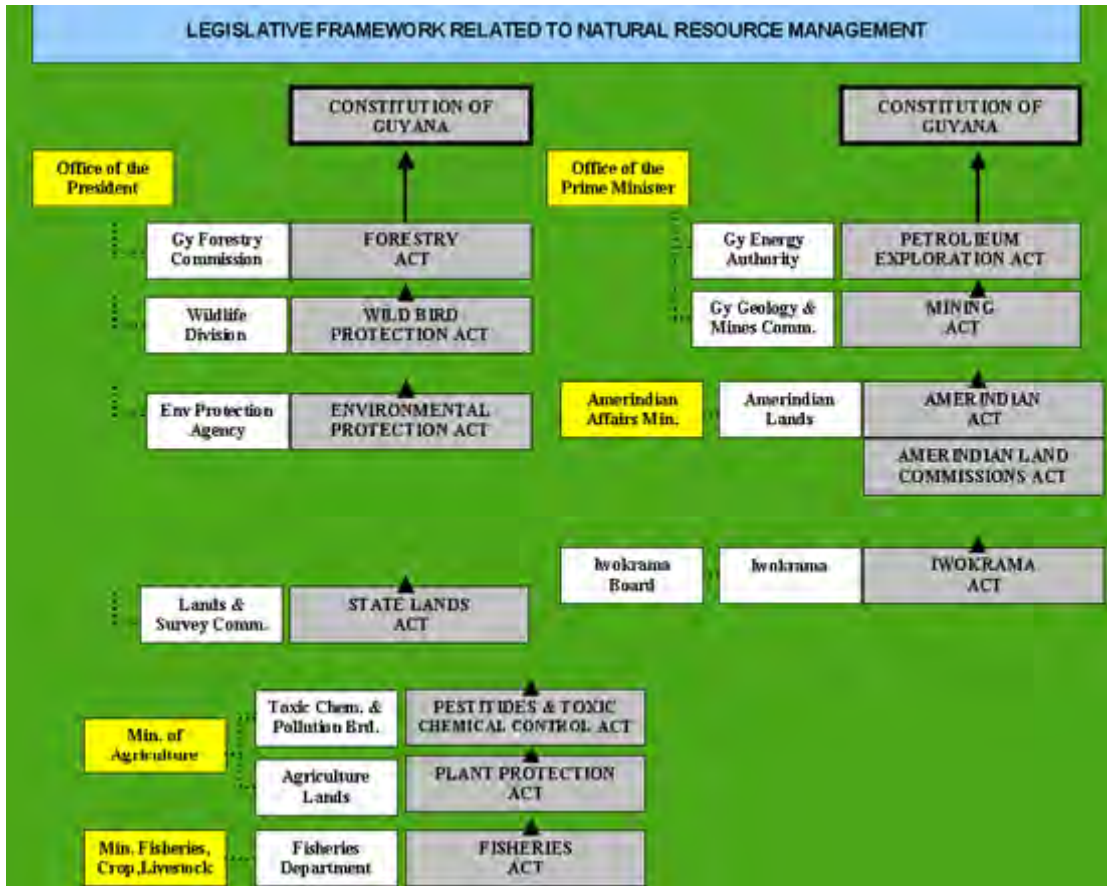 LEGISLATIVE FRAMEWORK RELATED TO NATURAL RESOURCE MANAGEMENT
CONSTITUTION OF
GUYANA
CONSTITUTION OF
GUYANA
Office of the
President
Office of the
Prime Minister
Gy Forestry
Commission
FORESTRY
ACT
Gy Energy
Authority
PETROLIEUM
EXPLORATION ACT
Wildlife
Division
WILD BIRD
PROTECTION ACT
Gy Geology &
Mines Comm.
MINING
ACT
Env Protection
Agency
ENVIRONMENTAL
PROTECTION ACT
Amerindian
Affairs Min.
Amerindian
Lands
AMERINDIAN
ACT
AMERINDIAN LAND
COMMISSIONS ACT
Iwokrama
Board
Iwokrama
IWOKRAMA
ACT
Lands &
Survey Comm.
STATE LANDS
ACT
Min. of
Agriculture
Toxic Chem. &
Pollution Brd.
PESTITIDES & TOXIC
CHEMICAL CONTROL ACT
Agriculture
Lands
PLANT PROTECTION
ACT
Min. Fisheries,
Crop,Livestock
Fisheries
Department
FISHERIES
ACT